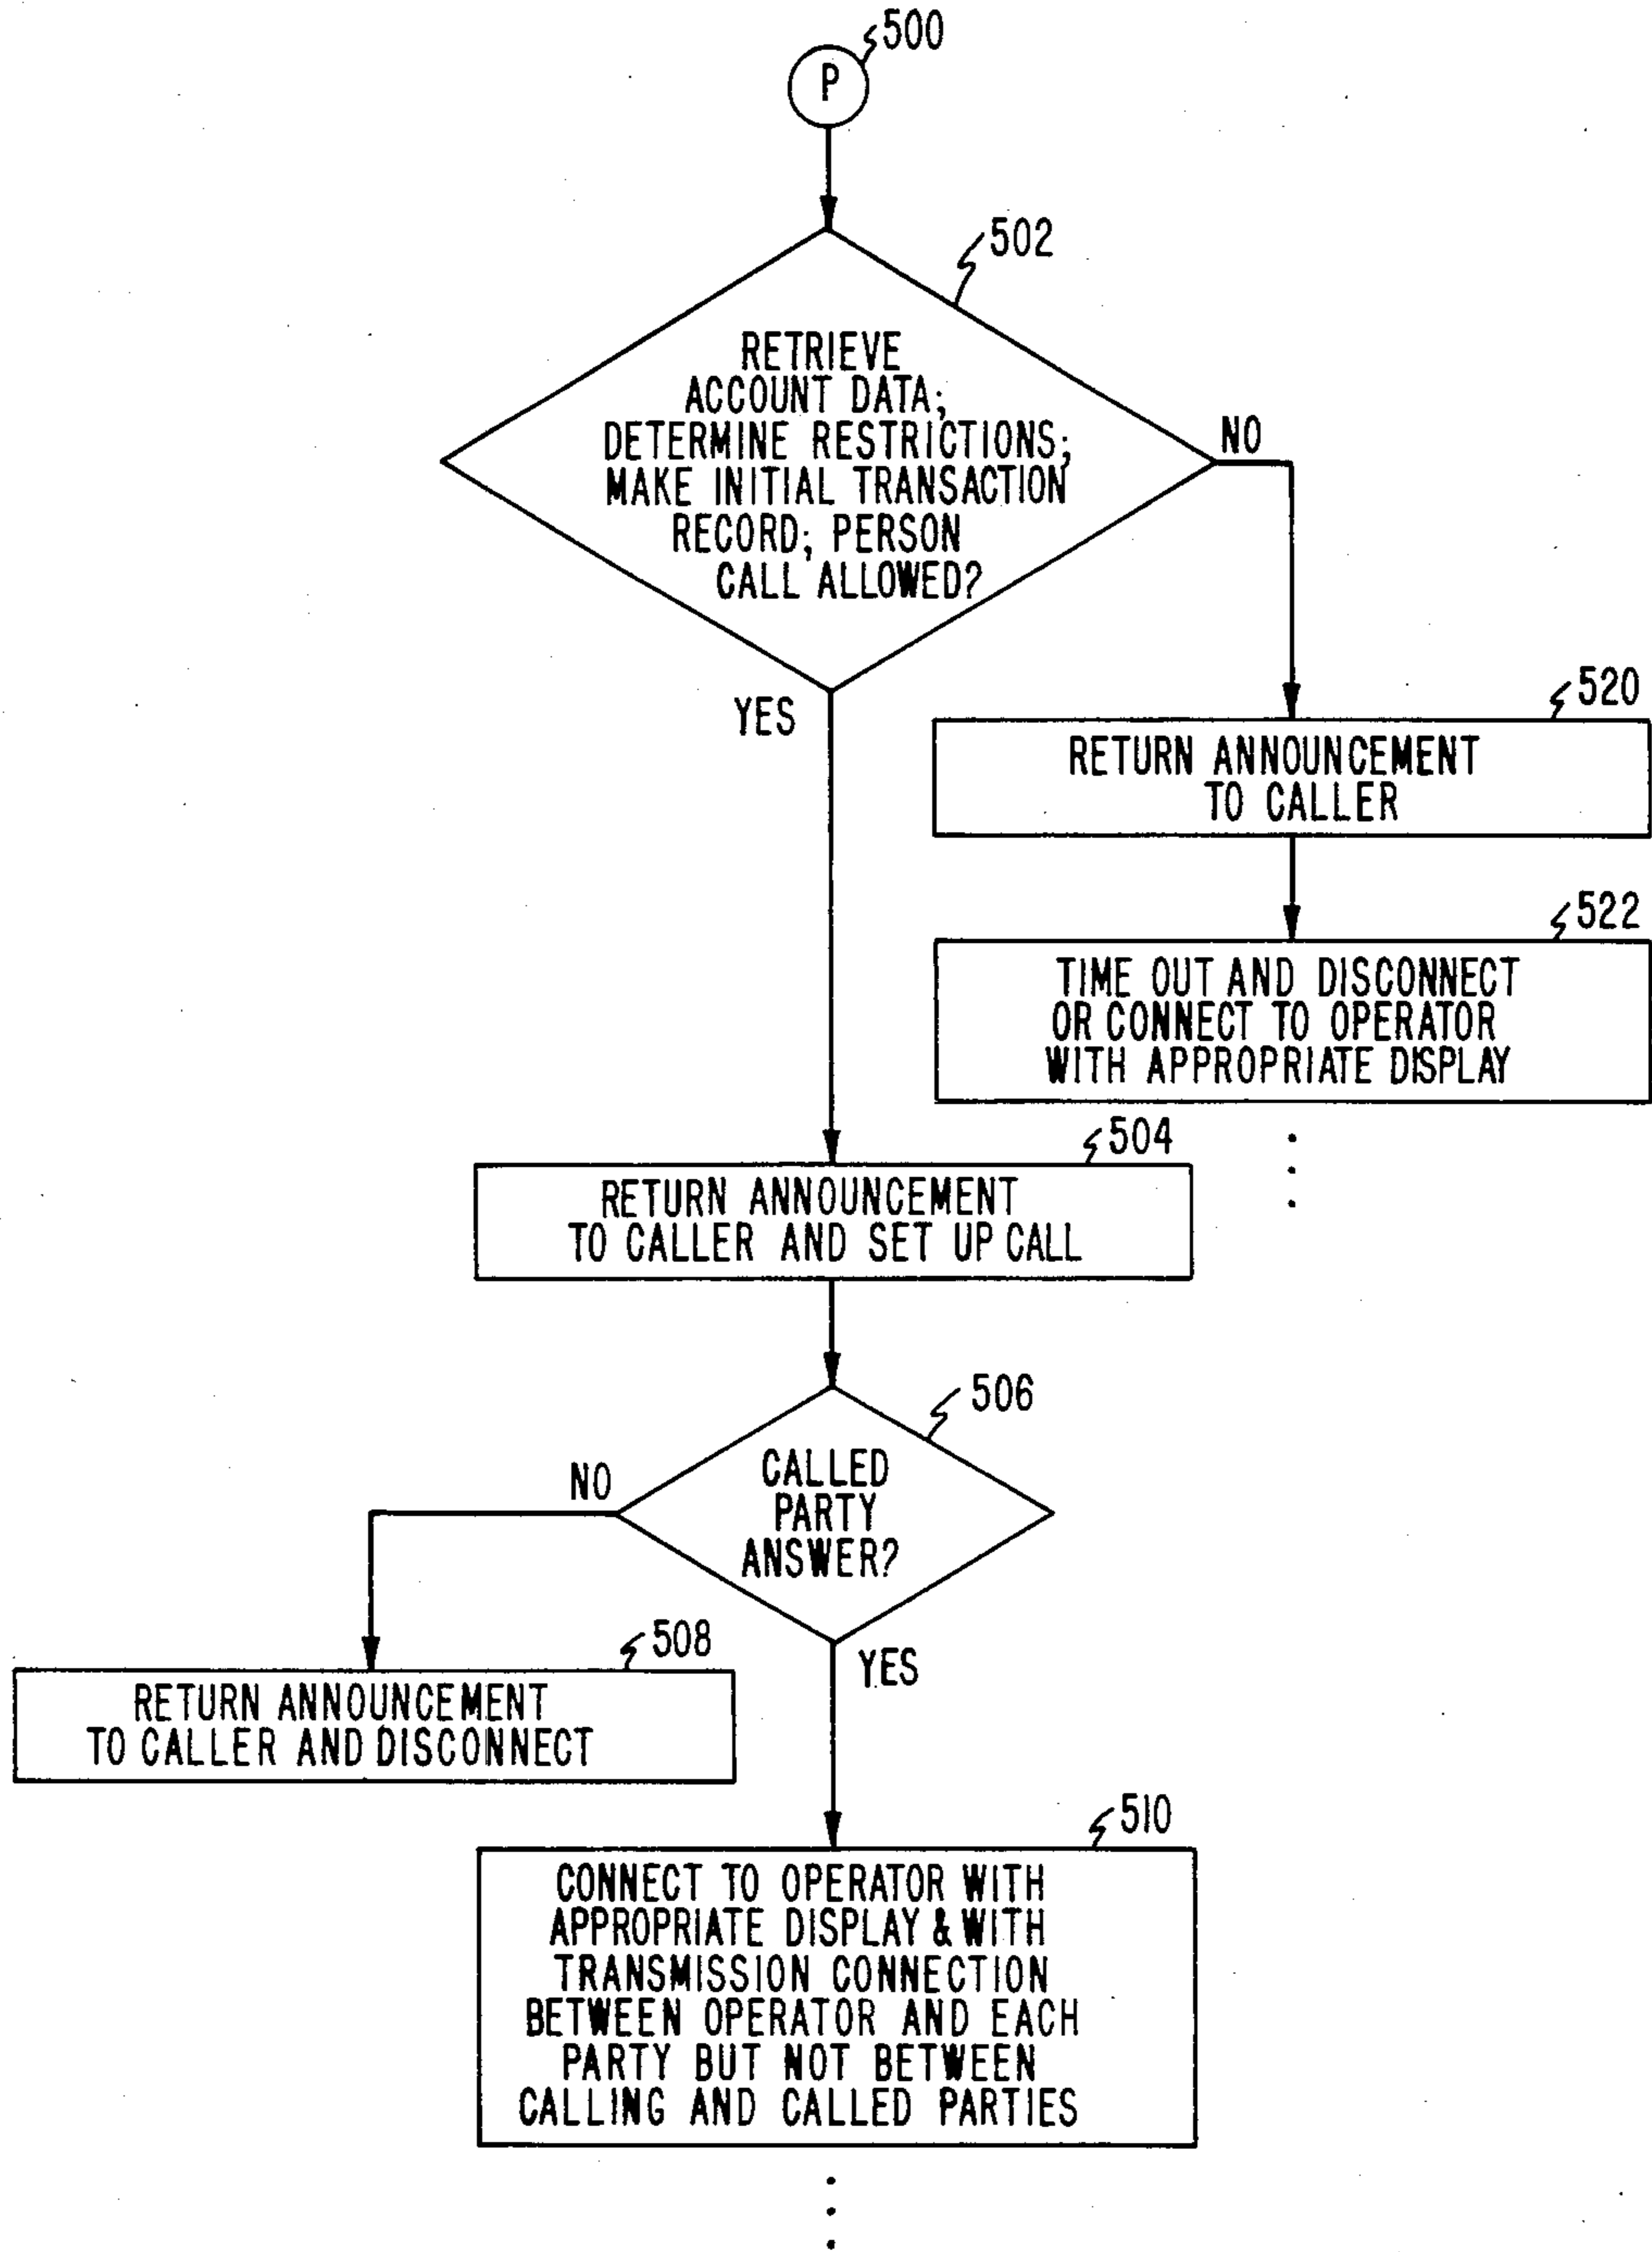 500
P
502
RETRIEVE
ACCOUNT DATA;
DETERMINE RESTRICTIONS;
MAKE INITIAL TRANSACTION
RECORD; PERSON
CALL ALLOWED?
NO
YES
520
RETURN ANNOUNCEMENT
TO CALLER
522
TIME OUT AND DISCONNECT
OR CONNECT TO OPERATOR
WITH APPROPRIATE DISPLAY
504
RETURN ANNOUNCEMENT
TO CALLER AND SET UP CALL
506
CALLED
PARTY
ANSWER?
NO
YES
508
RETURN ANNOUNCEMENT
TO CALLER AND DISCONNECT
510
CONNECT TO OPERATOR WITH
APPROPRIATE DISPLAY & WITH
TRANSMISSION CONNECTION
BETWEEN OPERATOR AND EACH
PARTY BUT NOT BETWEEN
CALLING AND CALLED PARTIES